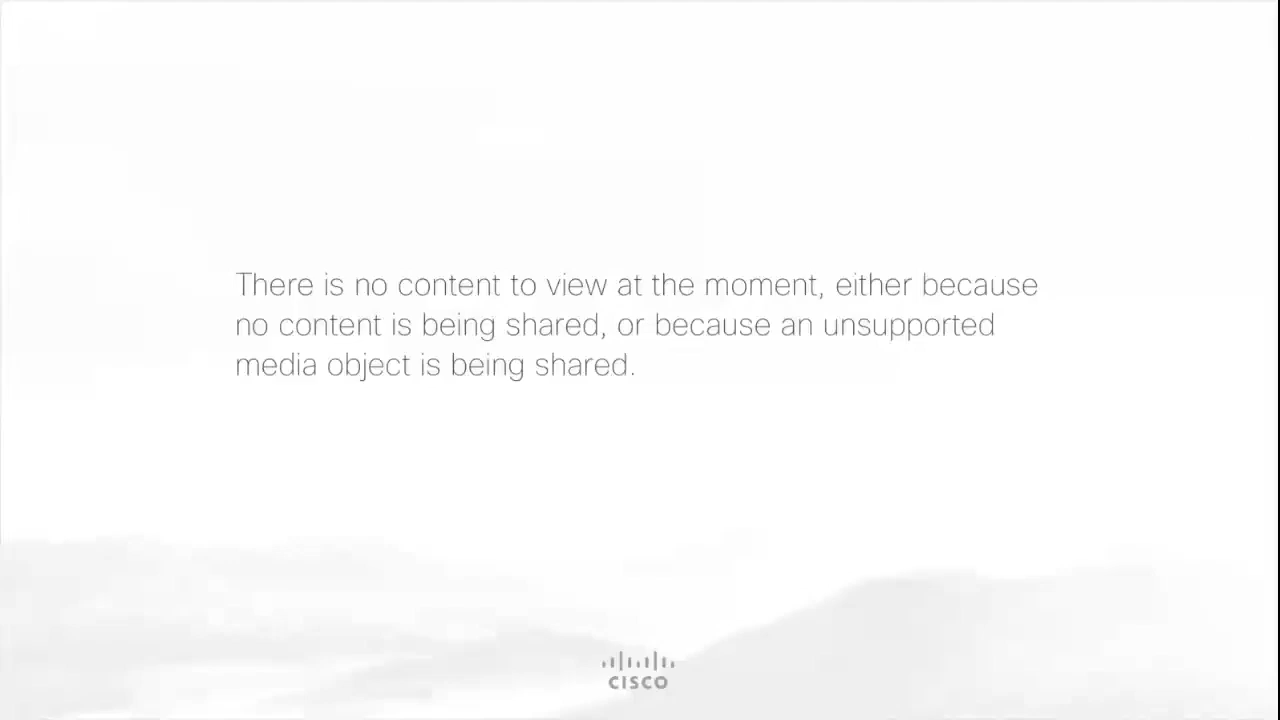 There is no content to view at the moment, either because
no content is being shared, or because an unsupported
media object is being shared.
CISCO